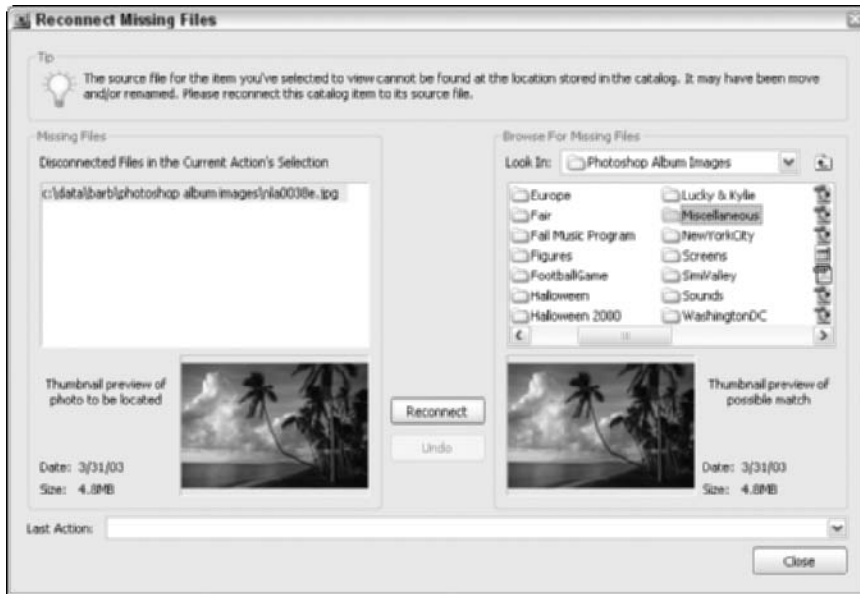 Reconnect Missing Files
Tip
The source file for the item you've selected to view cannot be found at the location stored in the catalog. It may have been move
and/or renamed. Please reconnect this catalog item to its source file.
Missing Files
Disconnected Files in the Current Action's Selection
c:\data\barb\photoshop album images\nla0038e.jpg
Thumbnail preview of
photo to be located
Date: 3/31/03
Size: 4.8MB
Reconnect
Undo
Browse For Missing Files
Look In: Photoshop Album Images
Europe
Fair
Fall Music Program
Figures
FootballGame
Halloween
Halloween 2000
Lucky & Kylie
Miscellaneous
NewYorkCity
Screens
SimiValley
Sounds
WashingtonDC
Thumbnail preview of
possible match
Date: 3/31/03
Size: 4.8MB
Last Action:
Close